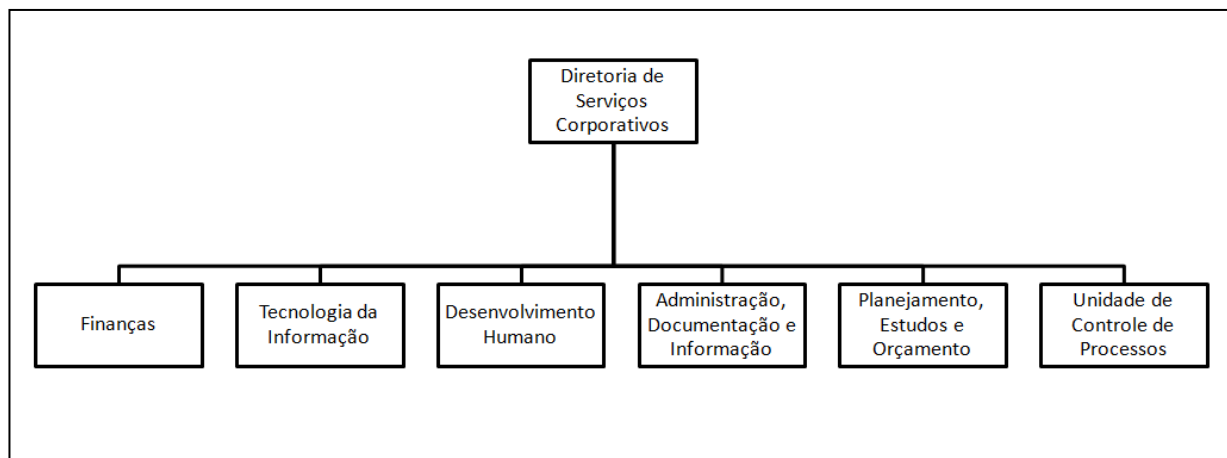 Diretoria de
Serviços
Corporativos
Finanças
Tecnologia da
Informação
Desenvolvimento
Humano
Administração,
Documentação e
Informação
Planejamento,
Estudos e
Orçamento
Unidade de
Controle de
Processos